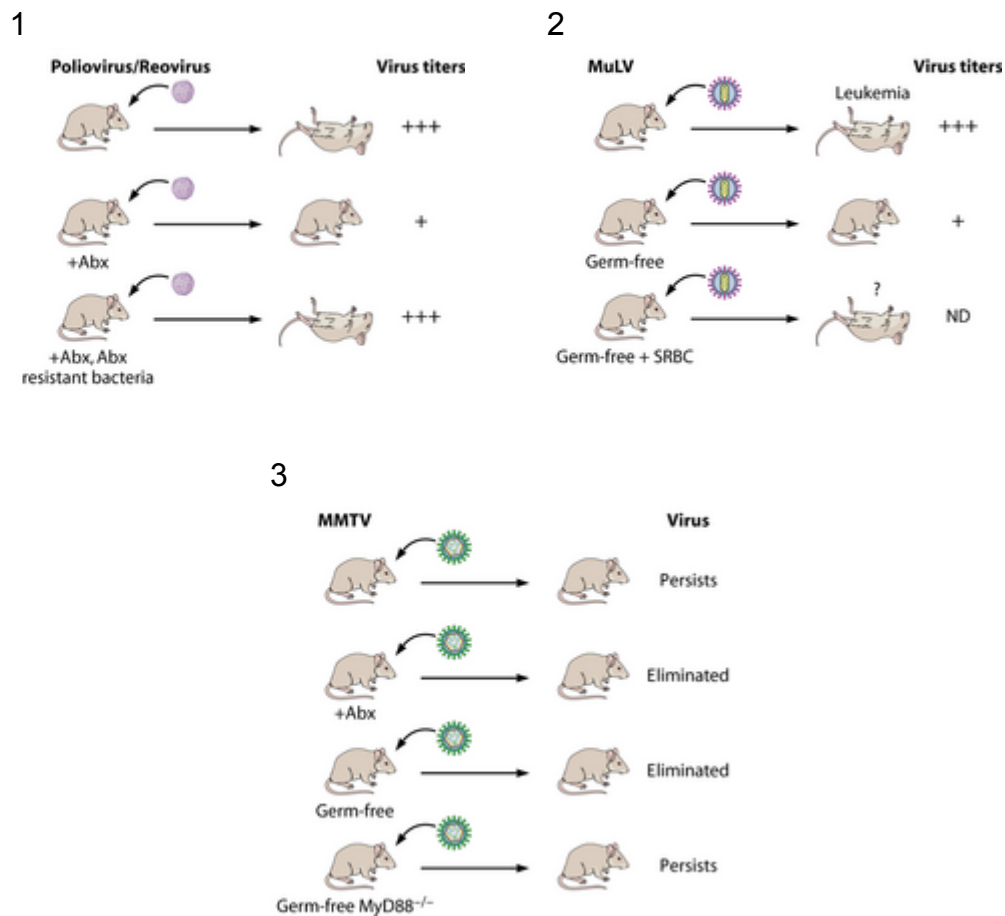 1
Poliovirus/Reovirus Virus titers
+++
+Abx
+
+Abx, Abx
resistant bacteria
+++
2
MuLV Virus titers
Leukemia
+++
Germ-free
+
?
Germ-free + SRBC
ND
3
MMTV Virus
Persists
+Abx
Eliminated
Germ-free
Eliminated
Germ-free MyD88⁻/⁻
Persists